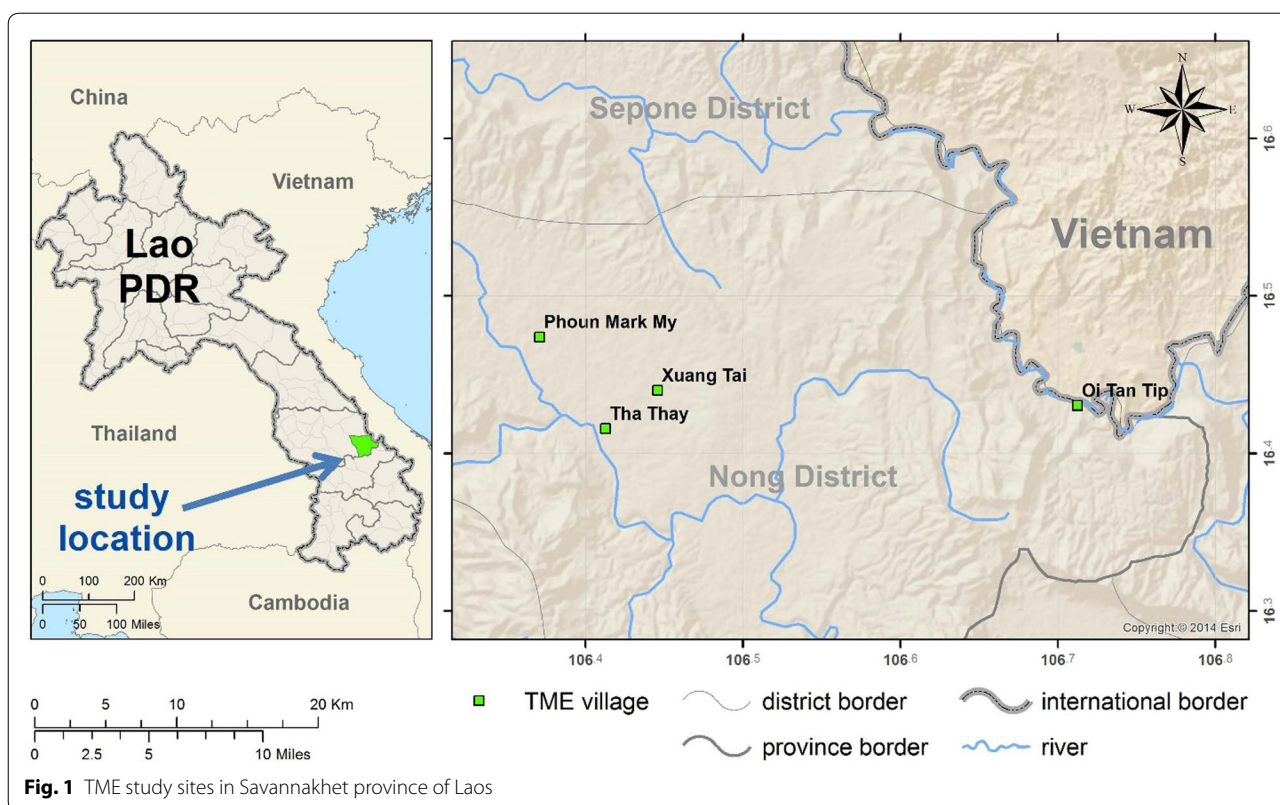 China
Vietnam
Lao
PDR
Thailand
study
location
0 100 200 Km
0 50 100 Miles
Cambodia
Sepone District
N
W E
S
Vietnam
Phoun Mark My
Xuang Tai
Tha Thay
Oi Tan Tip
Nong District
Copyright:© 2014 Esri
16.6
16.5
16.4
16.3
106.4 106.5 106.6 106.7 106.8
0 5 10 20 Km
0 2.5 5 10 Miles
TME village
district border
international border
province border
river
Fig. 1 TME study sites in Savannakhet province of Laos